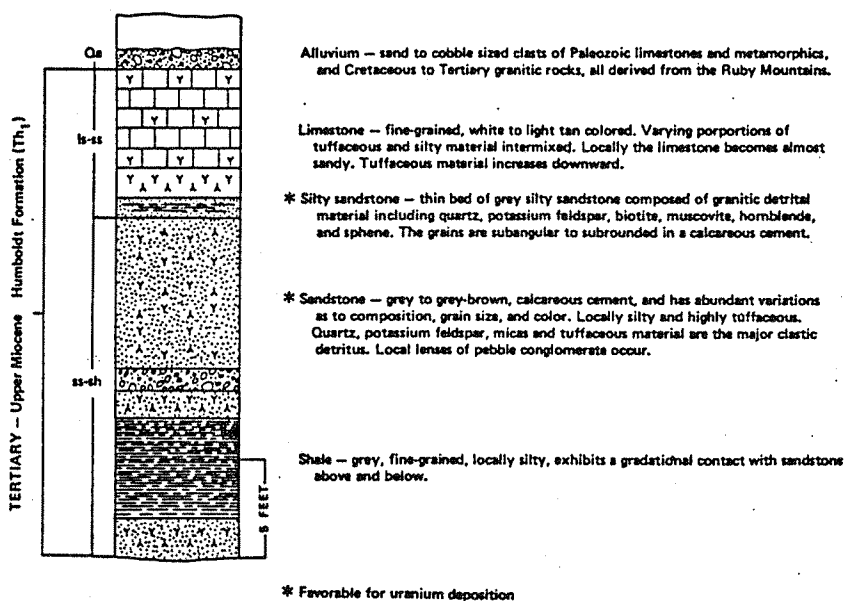 Qa
Alluvium — sand to cobble sized clasts of Paleozoic limestones and metamorphics,
and Cretaceous to Tertiary granitic rocks, all derived from the Ruby Mountains.
ls-ss
Limestone — fine-grained, white to light tan colored. Varying porportions of
tuffaceous and silty material intermixed. Locally the limestone becomes almost
sandy. Tuffaceous material increases downward.
* Silty sandstone — thin bed of grey silty sandstone composed of granitic detrital
material including quartz, potassium feldspar, biotite, muscovite, hornblende,
and sphene. The grains are subangular to subrounded in a calcareous cement.
TERTIARY — Upper Miocene Humboldt Formation (Th₁)
* Sandstone — grey to grey-brown, calcareous cement, and has abundant variations
as to composition, grain size, and color. Locally silty and highly tuffaceous.
Quartz, potassium feldspar, micas and tuffaceous material are the major clastic
detritus. Local lenses of pebble conglomerate occur.
ss-sh
Shale — grey, fine-grained, locally silty, exhibits a gradational contact with sandstone
above and below.
5 FEET
* Favorable for uranium deposition